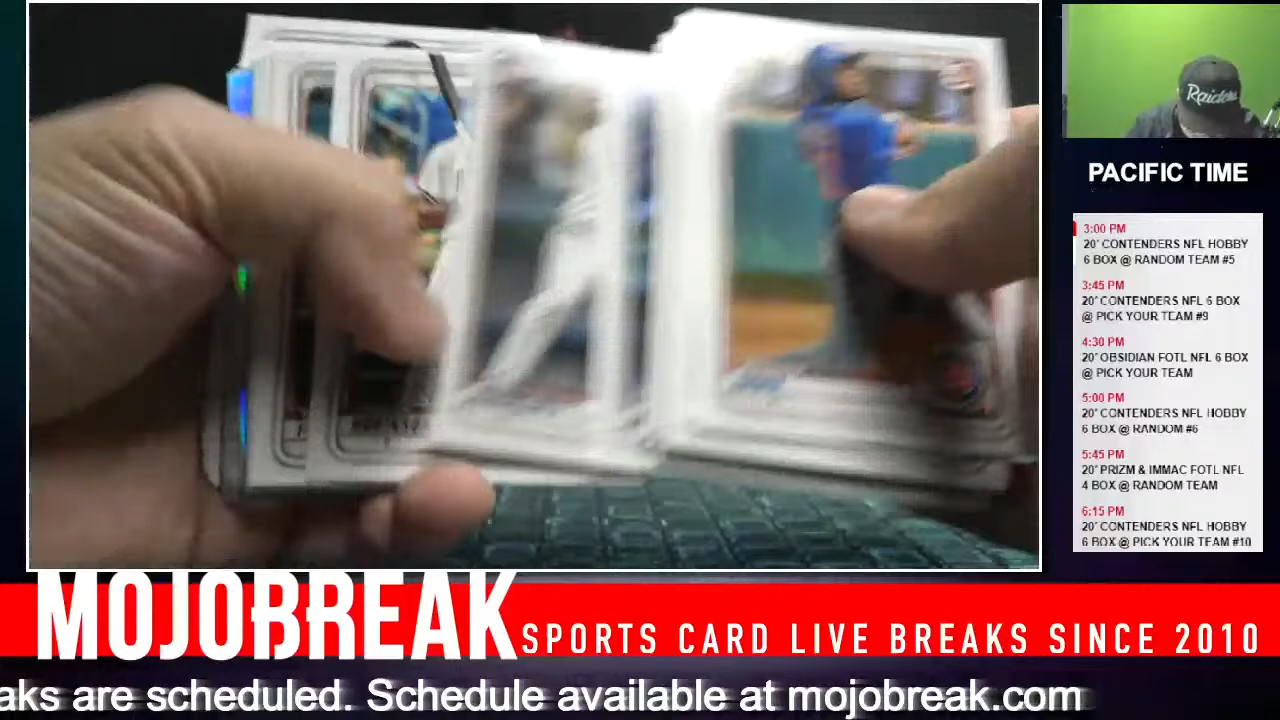 Raiders
PACIFIC TIME
3:00 PM
20' CONTENDERS NFL HOBBY
6 BOX @ RANDOM TEAM #5
3:45 PM
20' CONTENDERS NFL 6 BOX
@ PICK YOUR TEAM #9
4:30 PM
20' OBSIDIAN FOTL NFL 6 BOX
@ PICK YOUR TEAM
5:00 PM
20' CONTENDERS NFL HOBBY
6 BOX @ RANDOM #6
5:45 PM
20' PRIZM & IMMAC FOTL NFL
4 BOX @ RANDOM TEAM
6:15 PM
20' CONTENDERS NFL HOBBY
6 BOX @ PICK YOUR TEAM #10
MOJOBREAK
SPORTS CARD LIVE BREAKS SINCE 2010
aks are scheduled. Schedule available at mojobreak.com